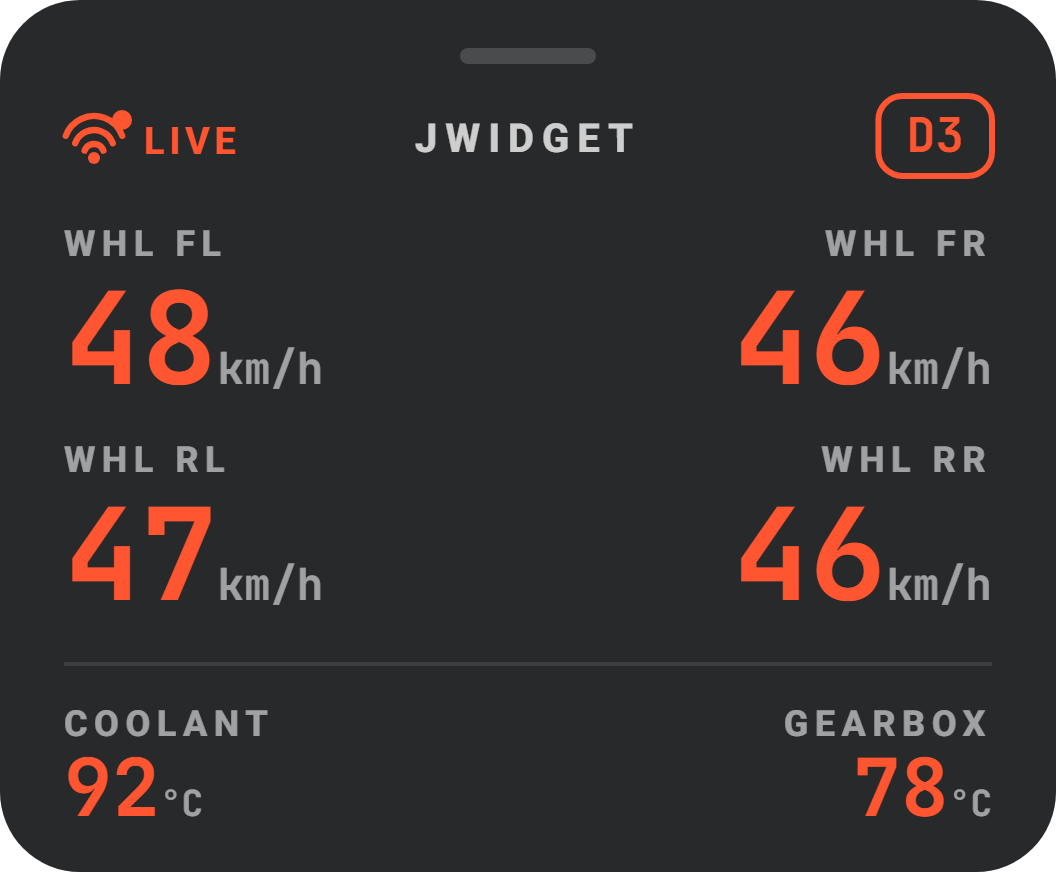 LIVE JWIDGET D3
WHL FL WHL FR
48km/h 46km/h
WHL RL WHL RR
47km/h 46km/h
COOLANT GEARBOX
92°C 78°C